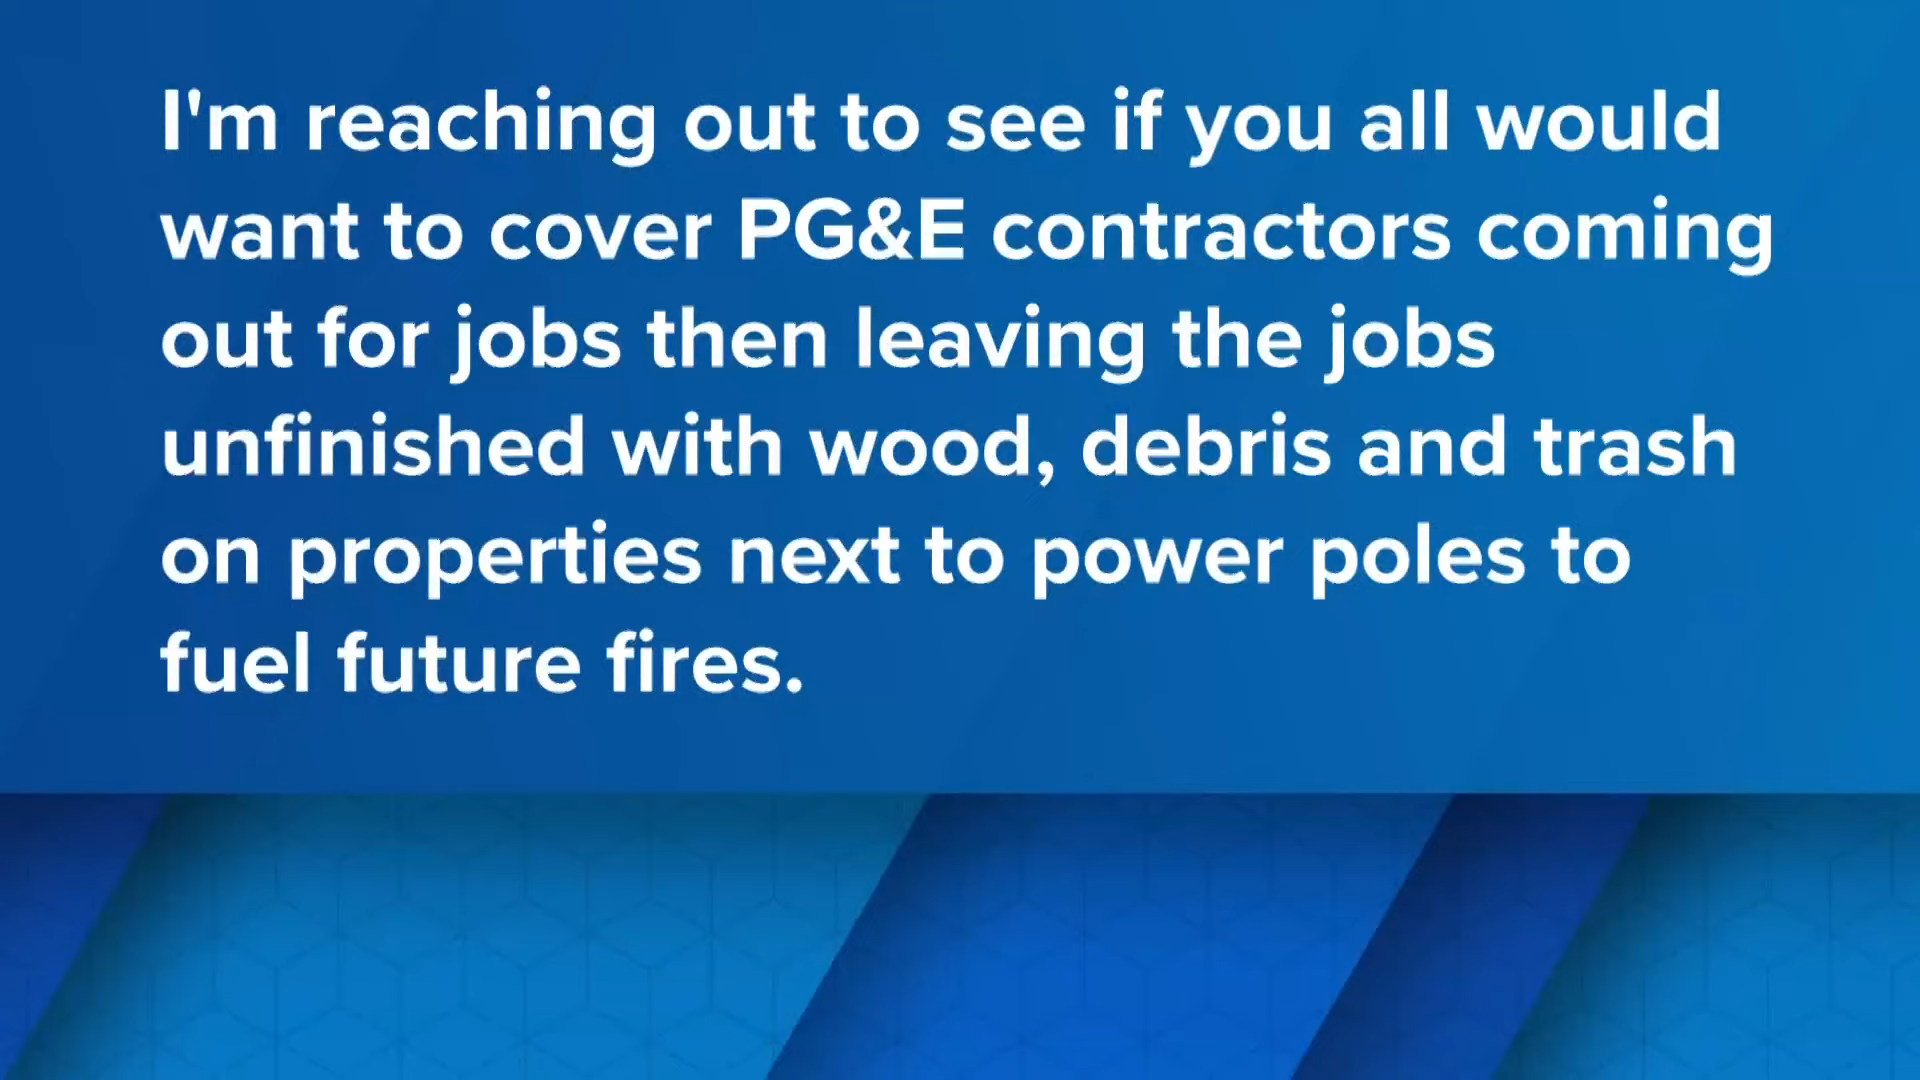 I'm reaching out to see if you all would
want to cover PG&E contractors coming
out for jobs then leaving the jobs
unfinished with wood, debris and trash
on properties next to power poles to
fuel future fires.